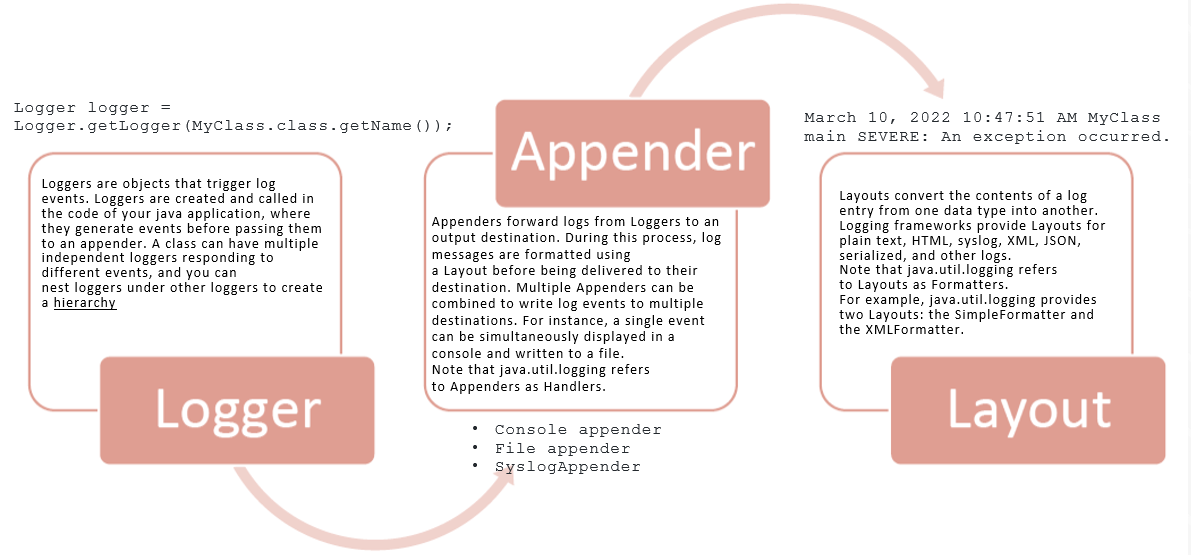 Logger logger =
Logger.getLogger(MyClass.class.getName());
Loggers are objects that trigger log
events. Loggers are created and called in
the code of your java application, where
they generate events before passing them
to an appender. A class can have multiple
independent loggers responding to
different events, and you can
nest loggers under other loggers to create
a hierarchy
Logger
Appender
Appenders forward logs from Loggers to an
output destination. During this process, log
messages are formatted using
a Layout before being delivered to their
destination. Multiple Appenders can be
combined to write log events to multiple
destinations. For instance, a single event
can be simultaneously displayed in a
console and written to a file.
Note that java.util.logging refers
to Appenders as Handlers.
• Console appender
• File appender
• SyslogAppender
March 10, 2022 10:47:51 AM MyClass
main SEVERE: An exception occurred.
Layouts convert the contents of a log
entry from one data type into another.
Logging frameworks provide Layouts for
plain text, HTML, syslog, XML, JSON,
serialized, and other logs.
Note that java.util.logging refers
to Layouts as Formatters.
For example, java.util.logging provides
two Layouts: the SimpleFormatter and
the XMLFormatter.
Layout